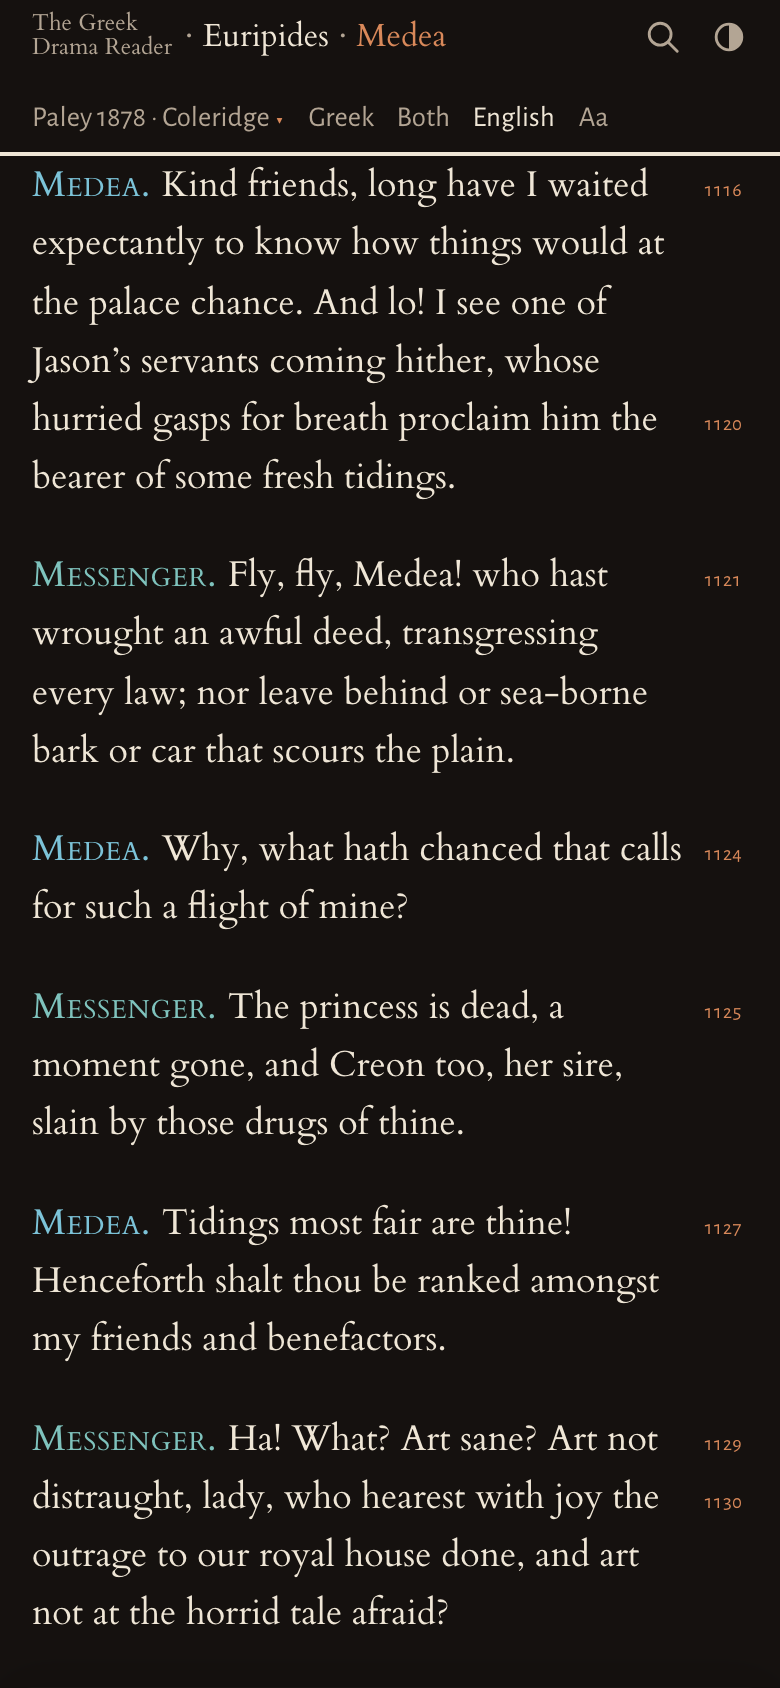 The Greek
Drama Reader · Euripides · Medea
Paley 1878 · Coleridge ▾ Greek Both English Aa
MEDEA. Kind friends, long have I waited 1116
expectantly to know how things would at
the palace chance. And lo! I see one of
Jason’s servants coming hither, whose
hurried gasps for breath proclaim him the 1120
bearer of some fresh tidings.
MESSENGER. Fly, fly, Medea! who hast 1121
wrought an awful deed, transgressing
every law; nor leave behind or sea-borne
bark or car that scours the plain.
MEDEA. Why, what hath chanced that calls 1124
for such a flight of mine?
MESSENGER. The princess is dead, a 1125
moment gone, and Creon too, her sire,
slain by those drugs of thine.
MEDEA. Tidings most fair are thine! 1127
Henceforth shalt thou be ranked amongst
my friends and benefactors.
MESSENGER. Ha! What? Art sane? Art not 1129
distraught, lady, who hearest with joy the 1130
outrage to our royal house done, and art
not at the horrid tale afraid?